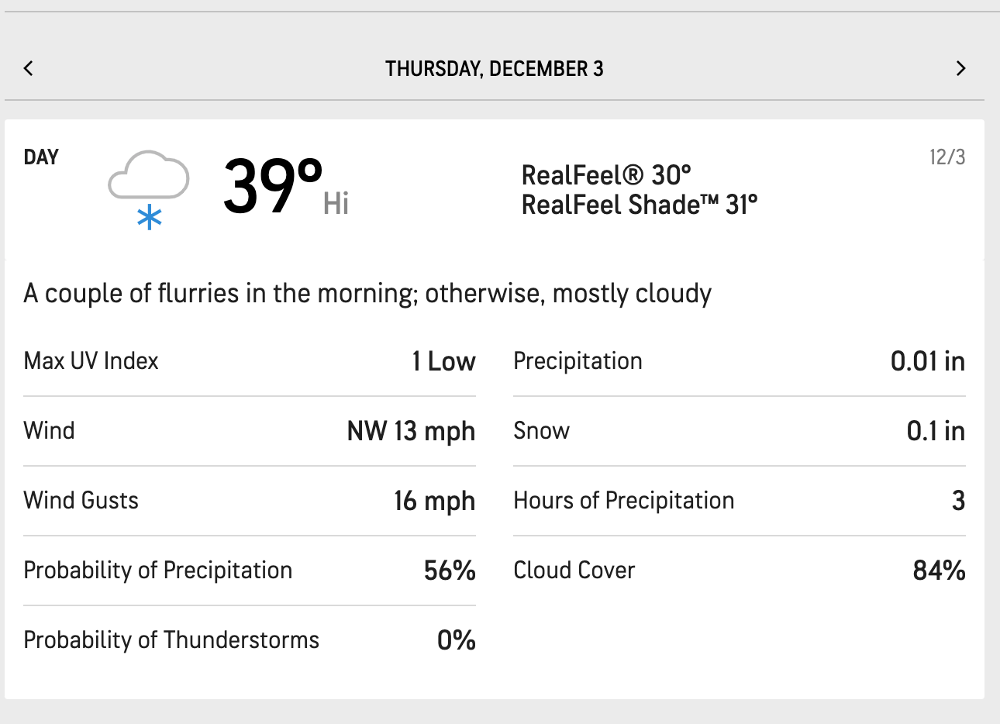 THURSDAY, DECEMBER 3
DAY
39° Hi
RealFeel® 30°
RealFeel Shade™ 31°
12/3
A couple of flurries in the morning; otherwise, mostly cloudy
Max UV Index 1 Low
Wind NW 13 mph
Wind Gusts 16 mph
Probability of Precipitation 56%
Probability of Thunderstorms 0%
Precipitation 0.01 in
Snow 0.1 in
Hours of Precipitation 3
Cloud Cover 84%